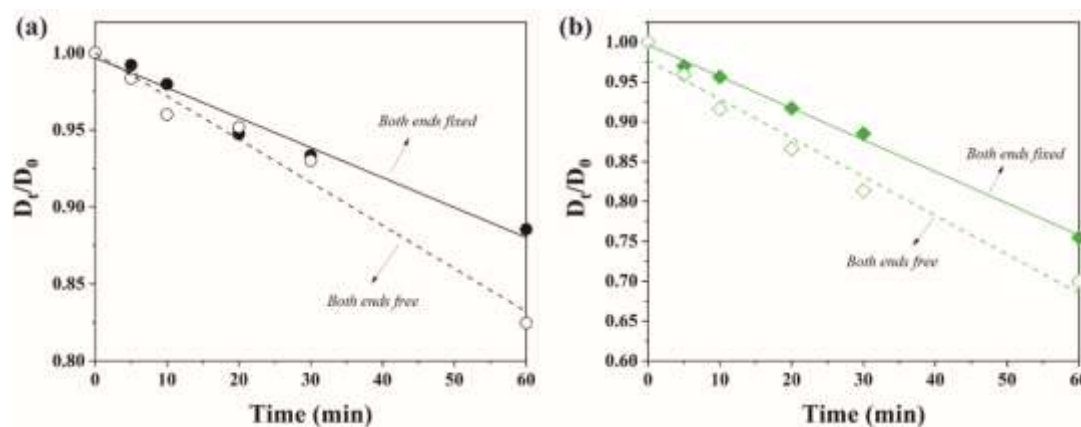 (a)
1.00
0.95
0.90
0.85
0.80
D_t/D_0
0 10 20 30 40 50 60
Time (min)
Both ends fixed
Both ends free
(b)
1.00
0.95
0.90
0.85
0.80
0.75
0.70
0.65
0.60
D_t/D_0
0 10 20 30 40 50 60
Time (min)
Both ends fixed
Both ends free